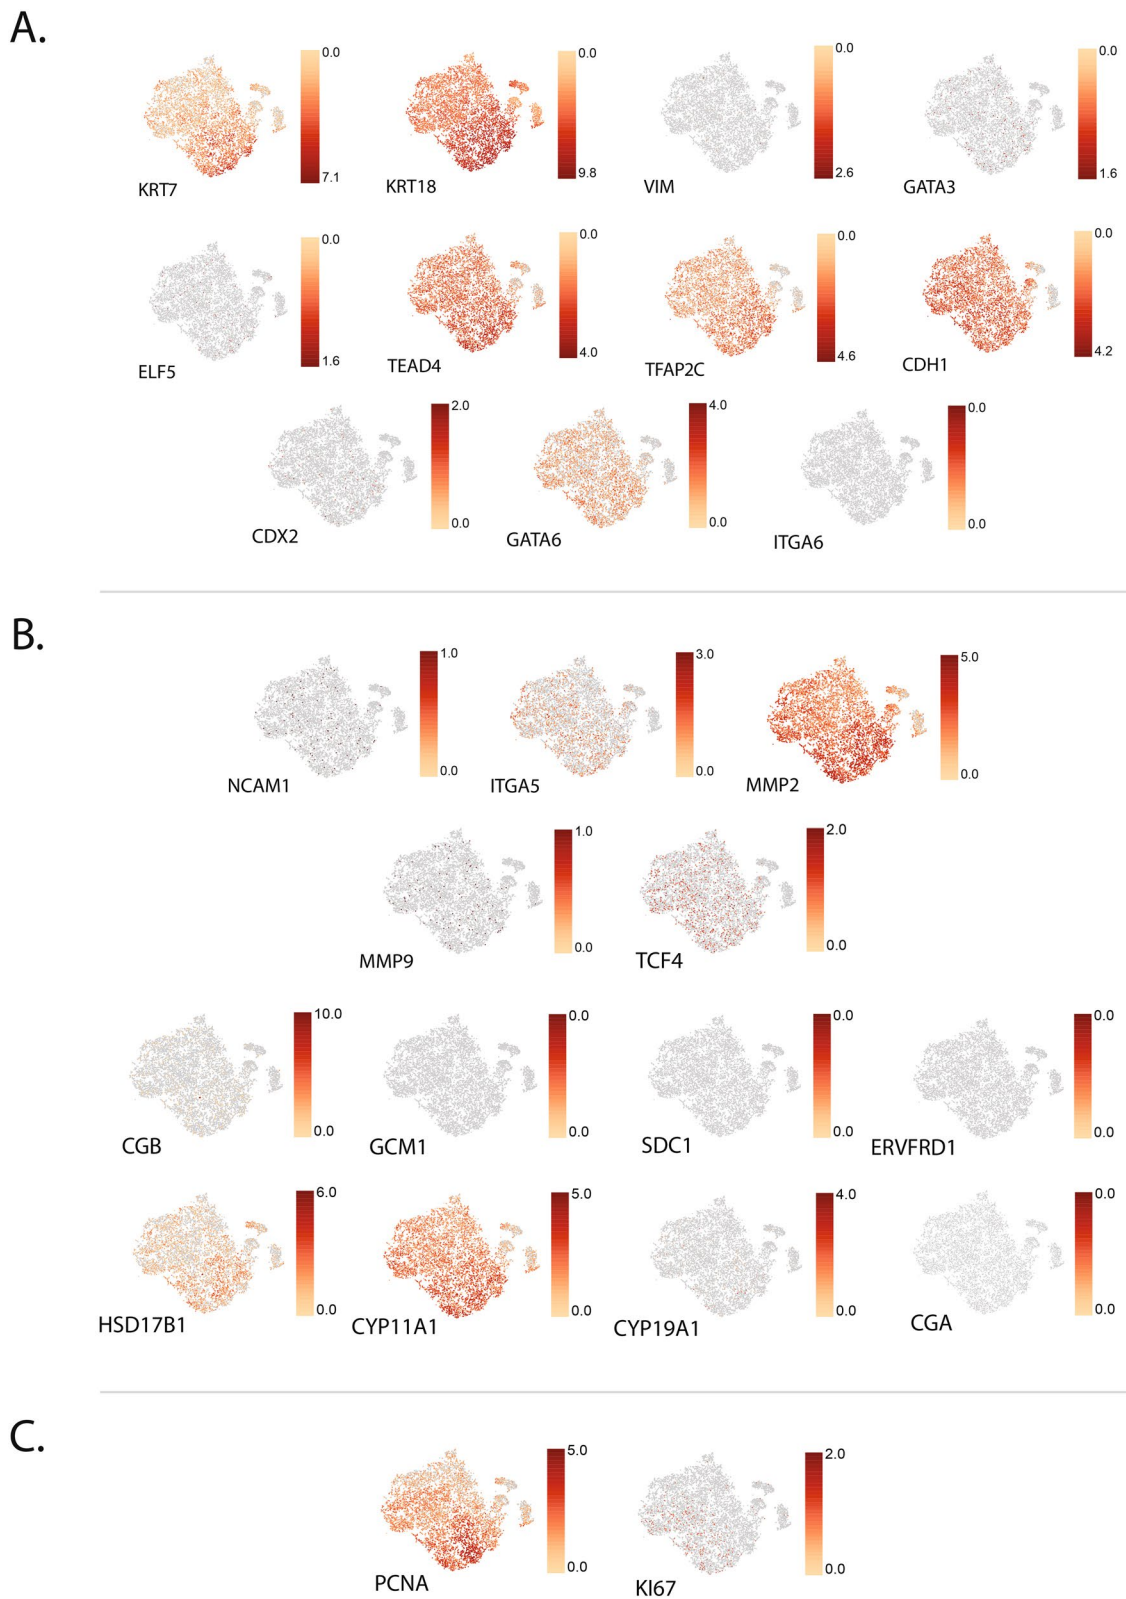 A.
0.0 0.0 0.0 0.0
7.1 9.8 2.6 1.6
KRT7 KRT18 VIM GATA3
0.0 0.0 0.0 0.0
1.6 4.0 4.6 4.2
ELF5 TEAD4 TFAP2C CDH1
2.0 4.0 0.0
0.0 0.0 0.0
CDX2 GATA6 ITGA6
B.
1.0 3.0 5.0
0.0 0.0 0.0
NCAM1 ITGA5 MMP2
1.0 2.0
0.0 0.0
MMP9 TCF4
10.0 0.0 0.0 0.0
0.0 0.0 0.0 0.0
CGB GCM1 SDC1 ERVFRD1
6.0 5.0 4.0 0.0
0.0 0.0 0.0 0.0
HSD17B1 CYP11A1 CYP19A1 CGA
C.
5.0 2.0
0.0 0.0
PCNA KI67